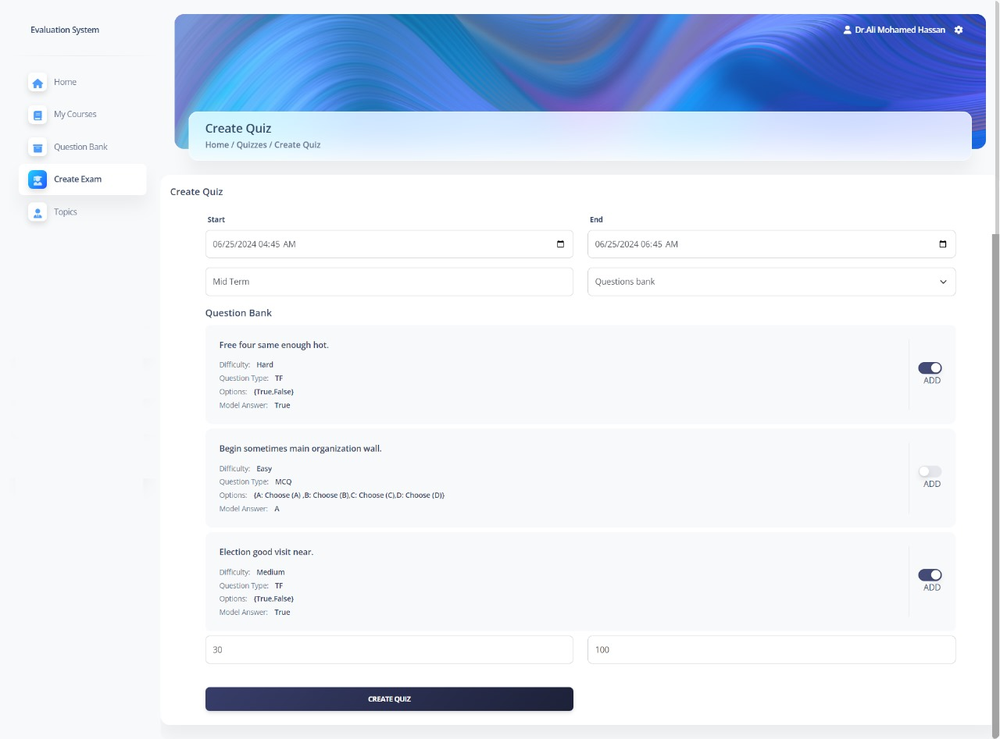 Evaluation System
Dr.Ali Mohamed Hassan
Home
My Courses
Question Bank
Create Exam
Topics
Create Quiz
Home / Quizzes / Create Quiz
Create Quiz
Start
End
06/25/2024 04:45 AM
06/25/2024 06:45 AM
Mid Term
Questions bank
Question Bank
Free four same enough hot.
Difficulty: Hard
Question Type: TF
Options: {True,False}
Model Answer: True
ADD
Begin sometimes main organization wall.
Difficulty: Easy
Question Type: MCQ
Options: {A: Choose (A) ,B: Choose (B),C: Choose (C),D: Choose (D)}
Model Answer: A
ADD
Election good visit near.
Difficulty: Medium
Question Type: TF
Options: {True,False}
Model Answer: True
ADD
30
100
CREATE QUIZ